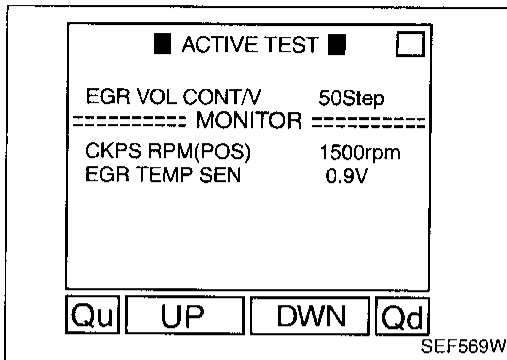 ACTIVE TEST
EGR VOL CONT/V 50Step
========= MONITOR =========
CKPS RPM(POS) 1500rpm
EGR TEMP SEN 0.9V
Qu UP DWN Qd
SEF569W